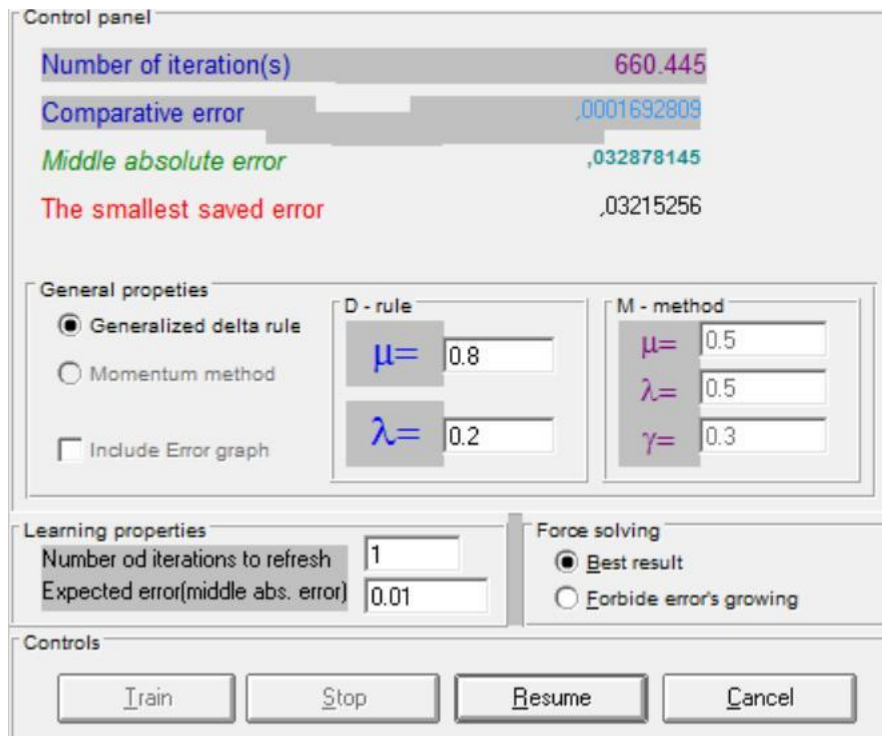 Control panel
Number of iteration(s) 660.445
Comparative error ,0001692809
Middle absolute error ,032878145
The smallest saved error ,03215256
General propeties
Generalized delta rule
Momentum method
Include Error graph
D - rule
μ= 0.8
λ= 0.2
M - method
μ= 0.5
λ= 0.5
γ= 0.3
Learning properties
Number od iterations to refresh 1
Expected error(middle abs. error) 0.01
Force solving
Best result
Forbide error's growing
Controls
Train Stop Resume Cancel